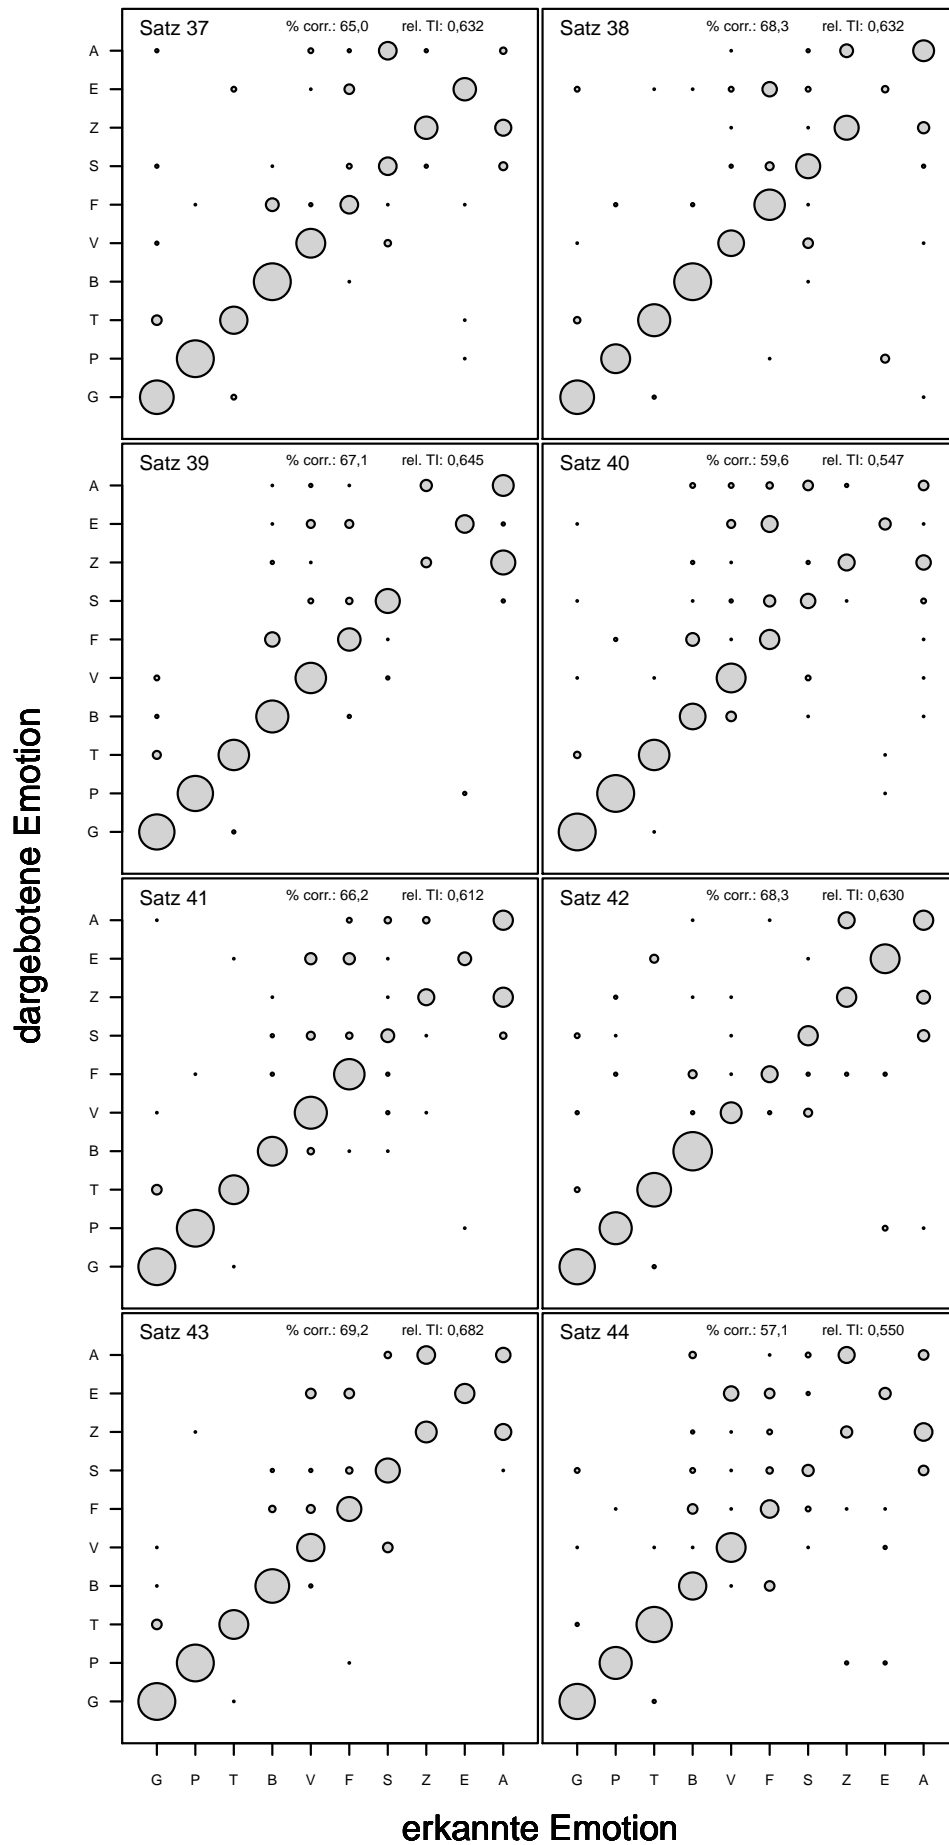 Satz 37 % corr.: 65,0 rel. TI: 0,632
Satz 38 % corr.: 68,3 rel. TI: 0,632
A
E
Z
S
F
V
B
T
P
G
Satz 39 % corr.: 67,1 rel. TI: 0,645
Satz 40 % corr.: 59,6 rel. TI: 0,547
A
E
Z
S
F
V
B
T
P
G
dargebotene Emotion
Satz 41 % corr.: 66,2 rel. TI: 0,612
Satz 42 % corr.: 68,3 rel. TI: 0,630
A
E
Z
S
F
V
B
T
P
G
Satz 43 % corr.: 69,2 rel. TI: 0,682
Satz 44 % corr.: 57,1 rel. TI: 0,550
A
E
Z
S
F
V
B
T
P
G
G P T B V F S Z E A
G P T B V F S Z E A
erkannte Emotion